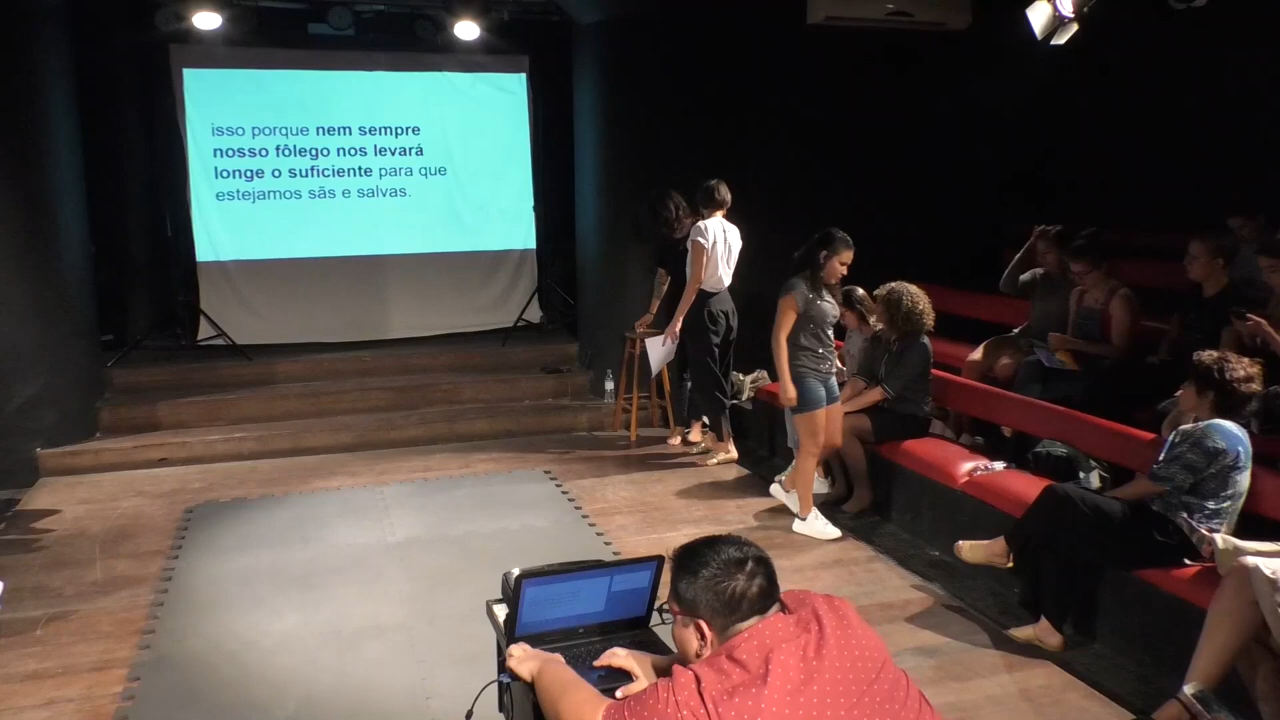 isso porque nem sempre
nosso fôlego nos levará
longe o suficiente para que
estejamos sãs e salvas.